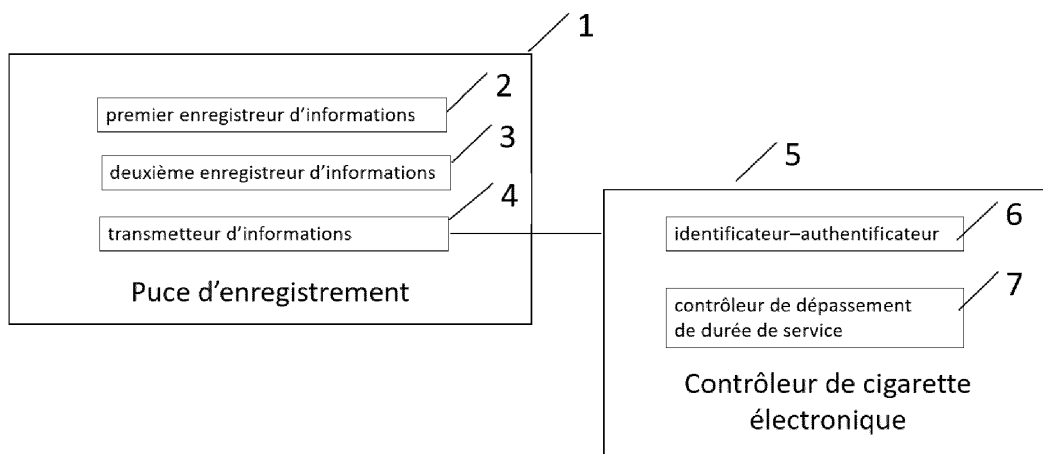 1
premier enregistreur d'informations
2
deuxième enregistreur d'informations
3
transmetteur d'informations
4
Puce d'enregistrement
5
identificateur–authentificateur
6
contrôleur de dépassement
de durée de service
7
Contrôleur de cigarette
électronique